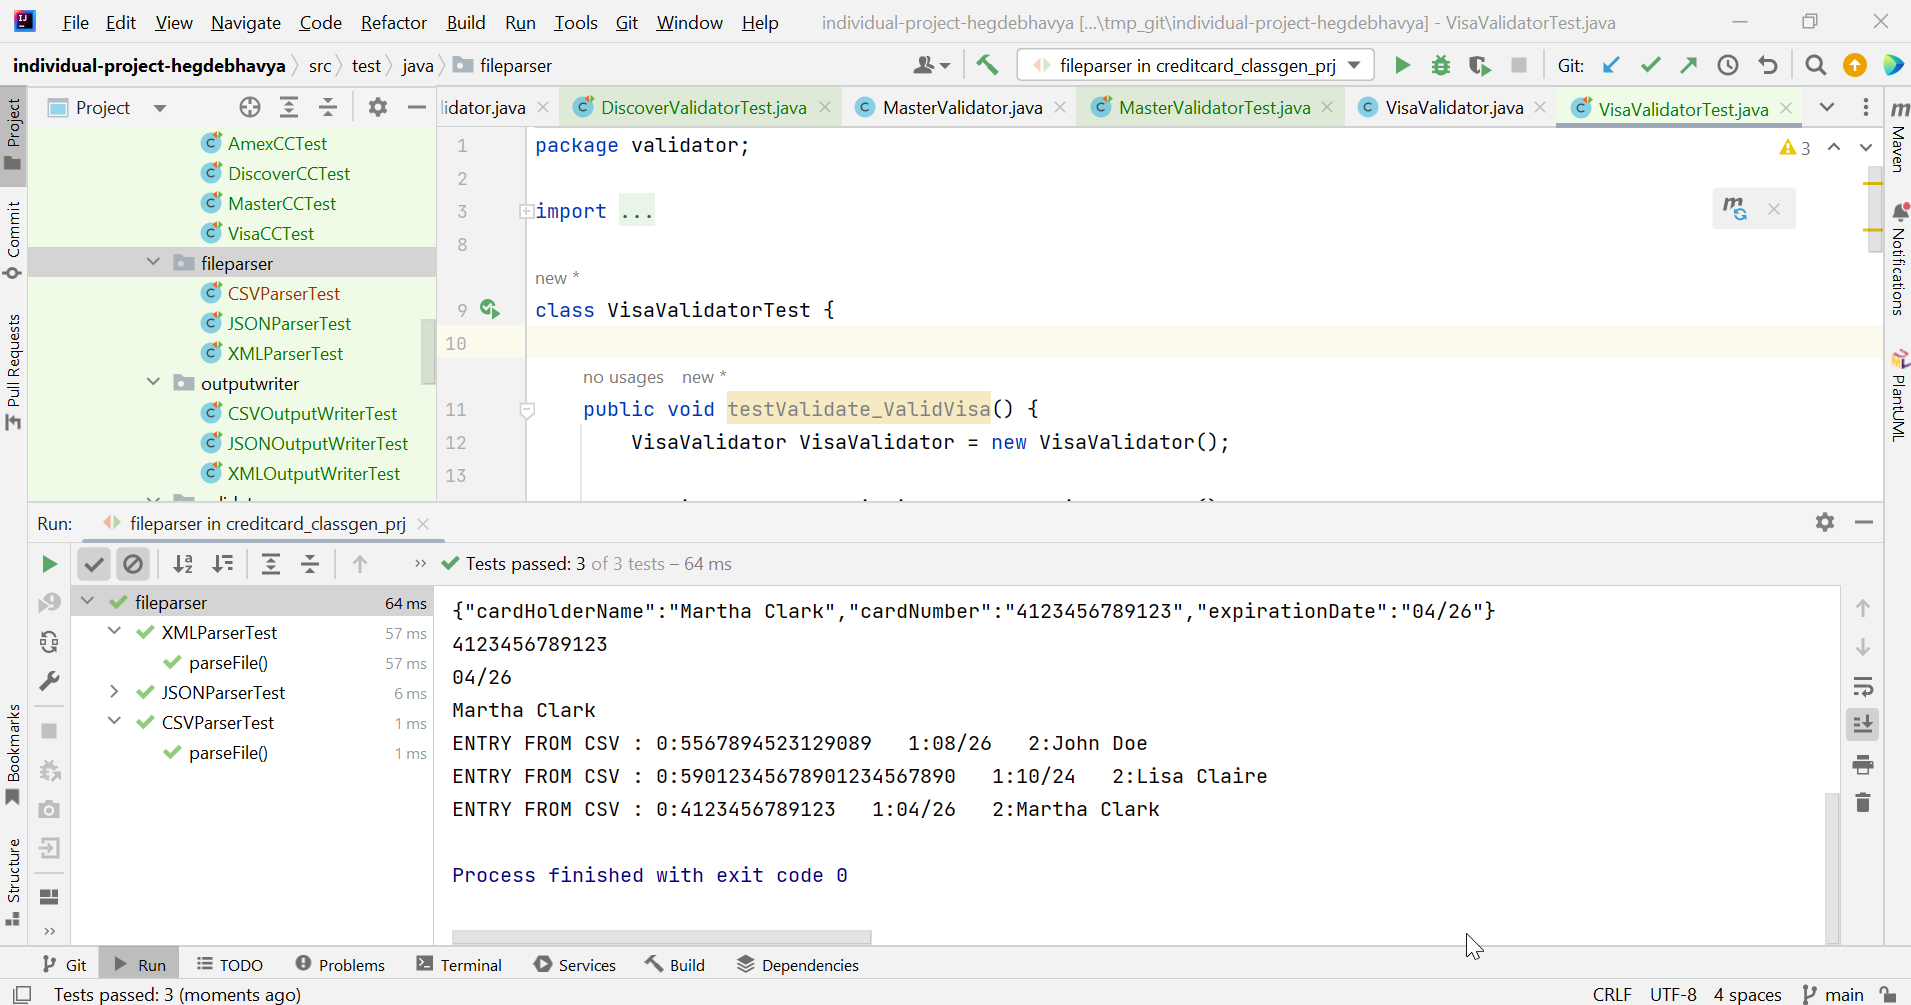 File Edit View Navigate Code Refactor Build Run Tools Git Window Help individual-project-hegdebhavya [...\tmp_git\individual-project-hegdebhavya] - VisaValidatorTest.java
individual-project-hegdebhavya src test java fileparser fileparser in creditcard_classgen_prj Git:
Project lidator.java DiscoverValidatorTest.java MasterValidator.java MasterValidatorTest.java VisaValidator.java VisaValidatorTest.java
Project
Commit
Pull Requests
Bookmarks
Structure
AmexCCTest
DiscoverCCTest
MasterCCTest
VisaCCTest
fileparser
CSVParserTest
JSONParserTest
XMLParserTest
outputwriter
CSVOutputWriterTest
JSONOutputWriterTest
XMLOutputWriterTest
1 package validator;
3
2
3 import ...
8
new *
9 class VisaValidatorTest {
10
no usages new *
11 public void testValidate_ValidVisa() {
12 VisaValidator VisaValidator = new VisaValidator();
13
Maven
Notifications
PlantUML
Run: fileparser in creditcard_classgen_prj
Tests passed: 3 of 3 tests – 64 ms
fileparser 64 ms
XMLParserTest 57 ms
parseFile() 57 ms
JSONParserTest 6 ms
CSVParserTest 1 ms
parseFile() 1 ms
{"cardHolderName":"Martha Clark","cardNumber":"4123456789123","expirationDate":"04/26"}
4123456789123
04/26
Martha Clark
ENTRY FROM CSV : 0:5567894523129089 1:08/26 2:John Doe
ENTRY FROM CSV : 0:59012345678901234567890 1:10/24 2:Lisa Claire
ENTRY FROM CSV : 0:4123456789123 1:04/26 2:Martha Clark
Process finished with exit code 0
Git Run TODO Problems Terminal Services Build Dependencies
Tests passed: 3 (moments ago) CRLF UTF-8 4 spaces main